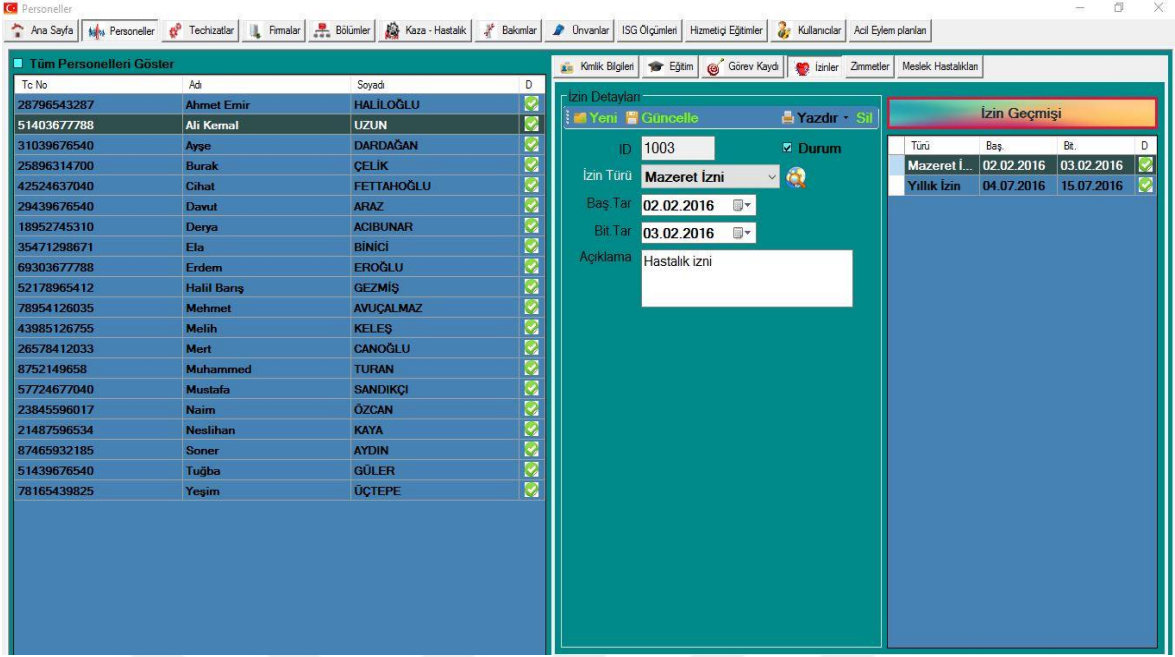 Personeller
Ana Sayfa Personeller Techizatlar Firmalar Bölümler Kaza - Hastalık Bakımlar Ünvanlar ISG Ölçümleri Hizmetiçi Eğitimler Kullanıcılar Acil Eylem planları
Tüm Personelleri Göster
Tc No Adı Soyadı D
28796543287 Ahmet Emir HALİLOĞLU
51403677788 Ali Kemal UZUN
31039676540 Ayşe DARDAĞAN
25896314700 Burak ÇELİK
42524637040 Cihat FETTAHOĞLU
29439676540 Davut ARAZ
18952745310 Derya ACIBUNAR
35471298671 Ela BİNİCİ
69303677788 Erdem EROĞLU
52178965412 Halil Barış GEZMİŞ
78954126035 Mehmet AVUÇALMAZ
43985126755 Melih KELEŞ
26578412033 Mert CANOĞLU
8752149658 Muhammed TURAN
57724677040 Mustafa SANDIKÇI
23845596017 Naim ÖZCAN
21487596534 Neslihan KAYA
87465932185 Soner AYDIN
51439676540 Tuğba GÜLER
78165439825 Yeşim ÜÇTEPE
Kimlik Bilgileri Eğitim Görev Kaydı İzinler Zimmetler Meslek Hastalıkları
İzin Detayları
Yeni Güncelle Yazdır Sil
ID 1003 Durum
İzin Türü Mazeret İzni
Baş.Tar 02.02.2016
Bit.Tar 03.02.2016
Açıklama Hastalık izni
İzin Geçmişi
Türü Baş. Bit. D
Mazeret İ... 02.02.2016 03.02.2016
Yıllık İzin 04.07.2016 15.07.2016